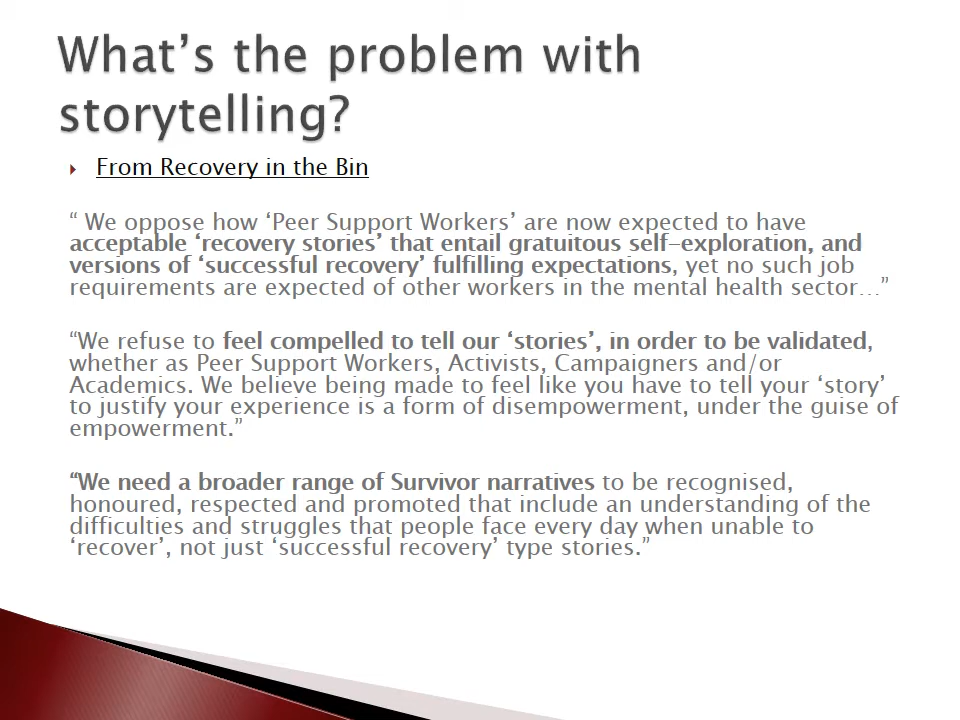 What’s the problem with
storytelling?
From Recovery in the Bin
“ We oppose how ‘Peer Support Workers’ are now expected to have
acceptable ‘recovery stories’ that entail gratuitous self-exploration, and
versions of ‘successful recovery’ fulfilling expectations, yet no such job
requirements are expected of other workers in the mental health sector…”
“We refuse to feel compelled to tell our ‘stories’, in order to be validated,
whether as Peer Support Workers, Activists, Campaigners and/or
Academics. We believe being made to feel like you have to tell your ‘story’
to justify your experience is a form of disempowerment, under the guise of
empowerment.”
“We need a broader range of Survivor narratives to be recognised,
honoured, respected and promoted that include an understanding of the
difficulties and struggles that people face every day when unable to
‘recover’, not just ‘successful recovery’ type stories.”